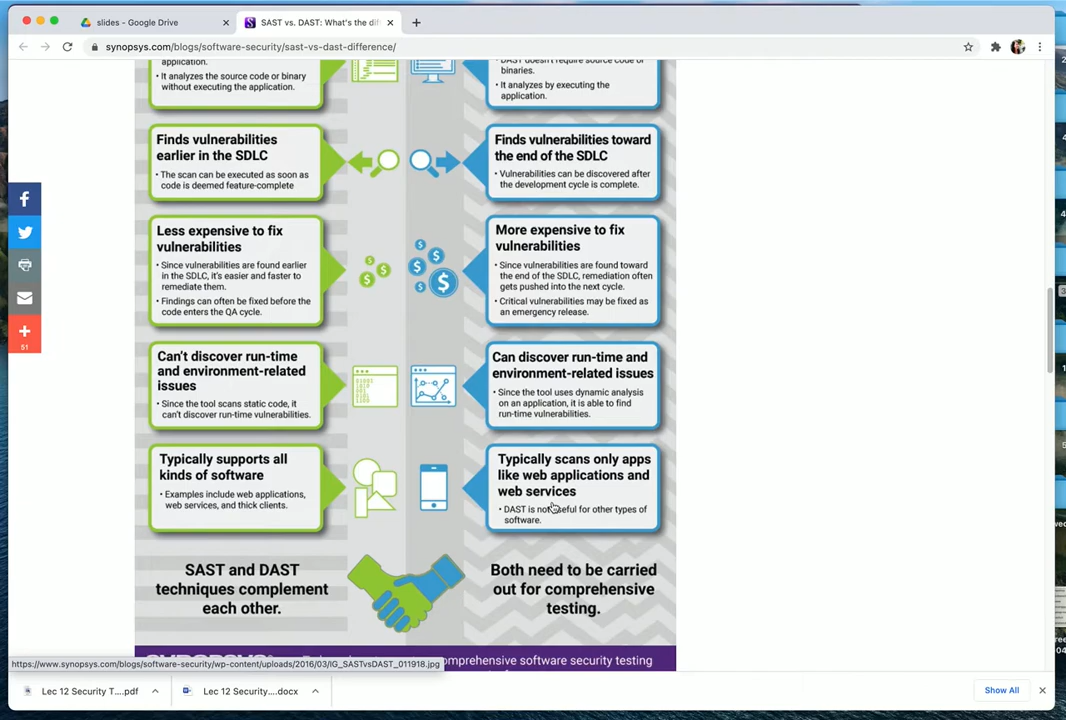 slides - Google Drive
SAST vs. DAST: What's the dif
synopsys.com/blogs/software-security/sast-vs-dast-difference/
application.
• It analyzes the source code or binary
without executing the application.
• DAST doesn't require source code or
binaries.
• It analyzes by executing the
application.
Finds vulnerabilities
earlier in the SDLC
• The scan can be executed as soon as
code is deemed feature-complete
Finds vulnerabilities toward
the end of the SDLC
• Vulnerabilities can be discovered after
the development cycle is complete.
Less expensive to fix
vulnerabilities
• Since vulnerabilities are found earlier
in the SDLC, it's easier and faster to
remediate them.
• Findings can often be fixed before the
code enters the QA cycle.
More expensive to fix
vulnerabilities
• Since vulnerabilities are found toward
the end of the SDLC, remediation often
gets pushed into the next cycle.
• Critical vulnerabilities may be fixed as
an emergency release.
Can't discover run-time
and environment-related
issues
• Since the tool scans static code, it
can't discover run-time vulnerabilities.
Can discover run-time and
environment-related issues
• Since the tool uses dynamic analysis
on an application, it is able to find
run-time vulnerabilities.
Typically supports all
kinds of software
• Examples include web applications,
web services, and thick clients.
Typically scans only apps
like web applications and
web services
• DAST is not useful for other types of
software.
SAST and DAST
techniques complement
each other.
Both need to be carried
out for comprehensive
testing.
51
SYNOPSYS
comprehensive software security testing
https://www.synopsys.com/blogs/software-security/wp-content/uploads/2016/03/IG_SASTvsDAST_011918.jpg
Lec 12 Security T....pdf
Lec 12 Security....docx
Show All